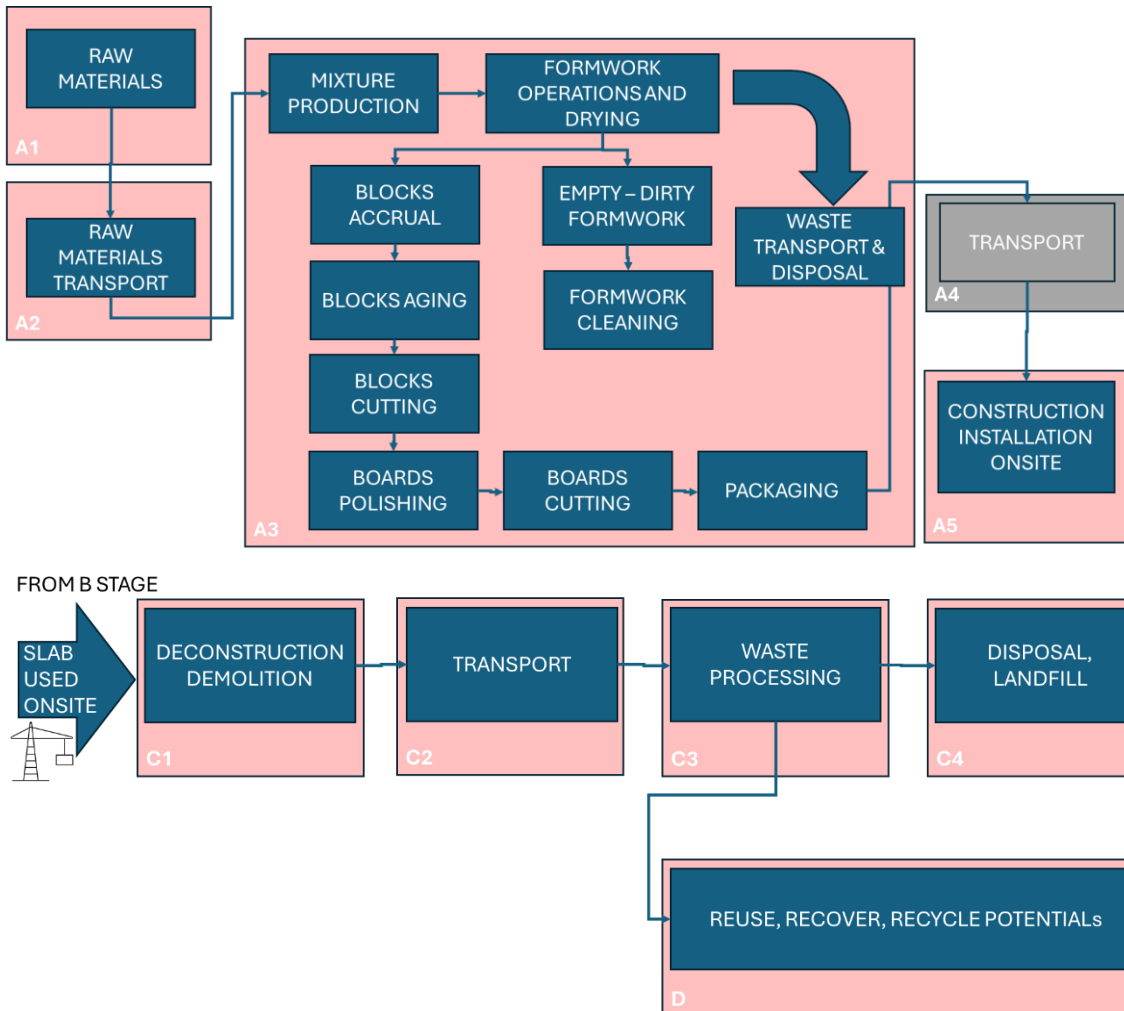 RAW
MATERIALS
A1
RAW
MATERIALS
TRANSPORT
A2
MIXTURE
PRODUCTION
FORMWORK
OPERATIONS AND
DRYING
BLOCKS
ACCRUAL
EMPTY – DIRTY
FORMWORK
WASTE
TRANSPORT &
DISPOSAL
BLOCKS AGING
FORMWORK
CLEANING
BLOCKS
CUTTING
BOARDS
POLISHING
BOARDS
CUTTING
PACKAGING
A3
TRANSPORT
A4
CONSTRUCTION
INSTALLATION
ONSITE
A5
FROM B STAGE
SLAB
USED
ONSITE
DECONSTRUCTION
DEMOLITION
C1
TRANSPORT
C2
WASTE
PROCESSING
C3
DISPOSAL,
LANDFILL
C4
REUSE, RECOVER, RECYCLE POTENTIALs
D